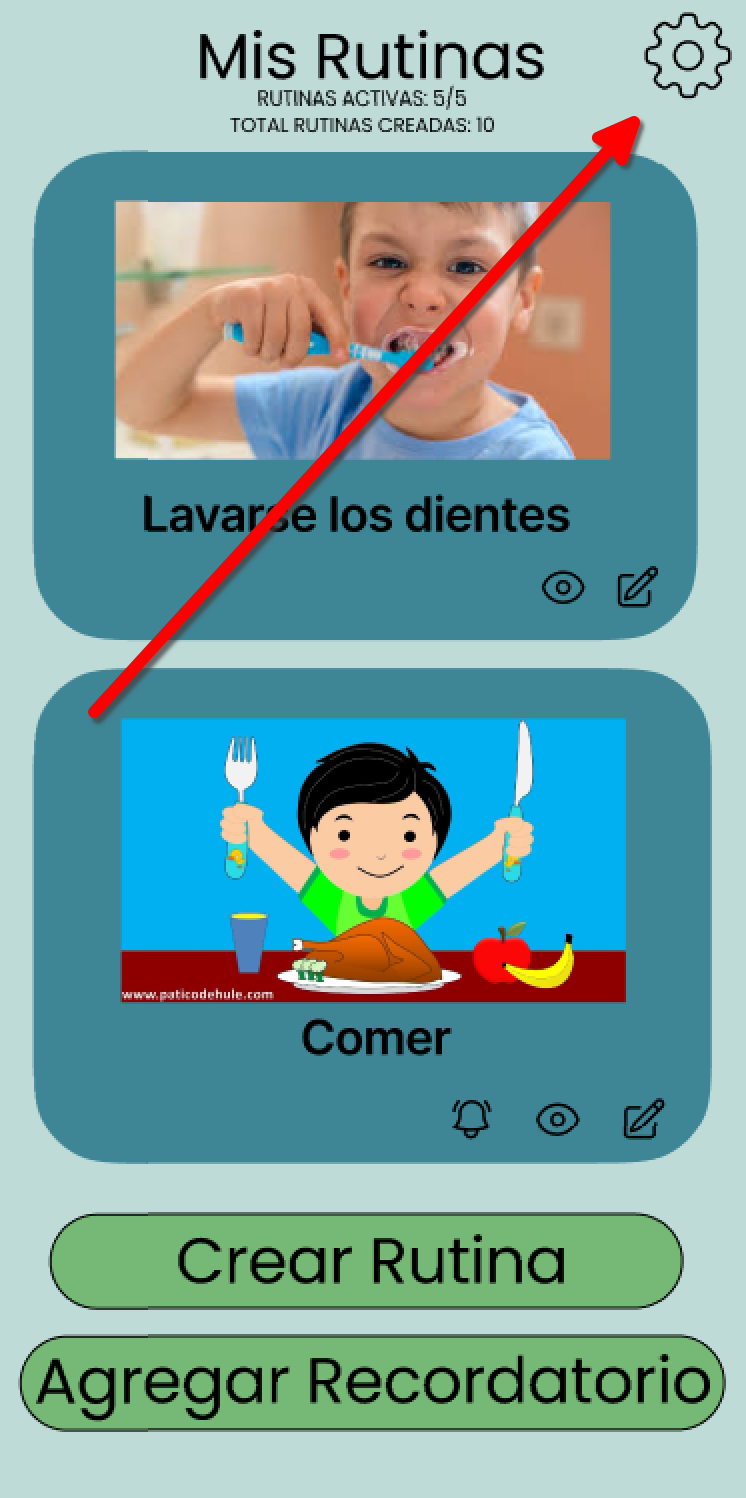 Mis Rutinas
RUTINAS ACTIVAS: 5/5
TOTAL RUTINAS CREADAS: 10
Lavarse los dientes
www.paticodehule.com
Comer
Crear Rutina
Agregar Recordatorio